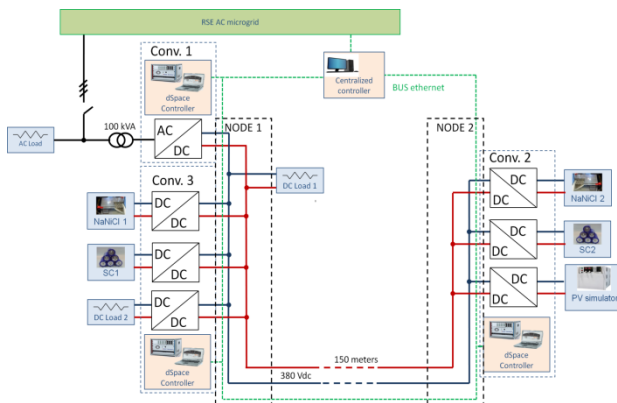 RSE AC microgrid
Conv. 1
dSpace
Controller
Centralized
controller
BUS ethernet
100 kVA
AC Load
AC
DC
NODE 1
NODE 2
DC Load 1
Conv. 2
Conv. 3
DC
DC
NaNiCl 1
DC
DC
NaNiCl 2
DC
DC
SC1
DC
DC
SC2
DC
DC
DC Load 2
DC
DC
PV simulator
dSpace
Controller
dSpace
Controller
150 meters
380 Vdc